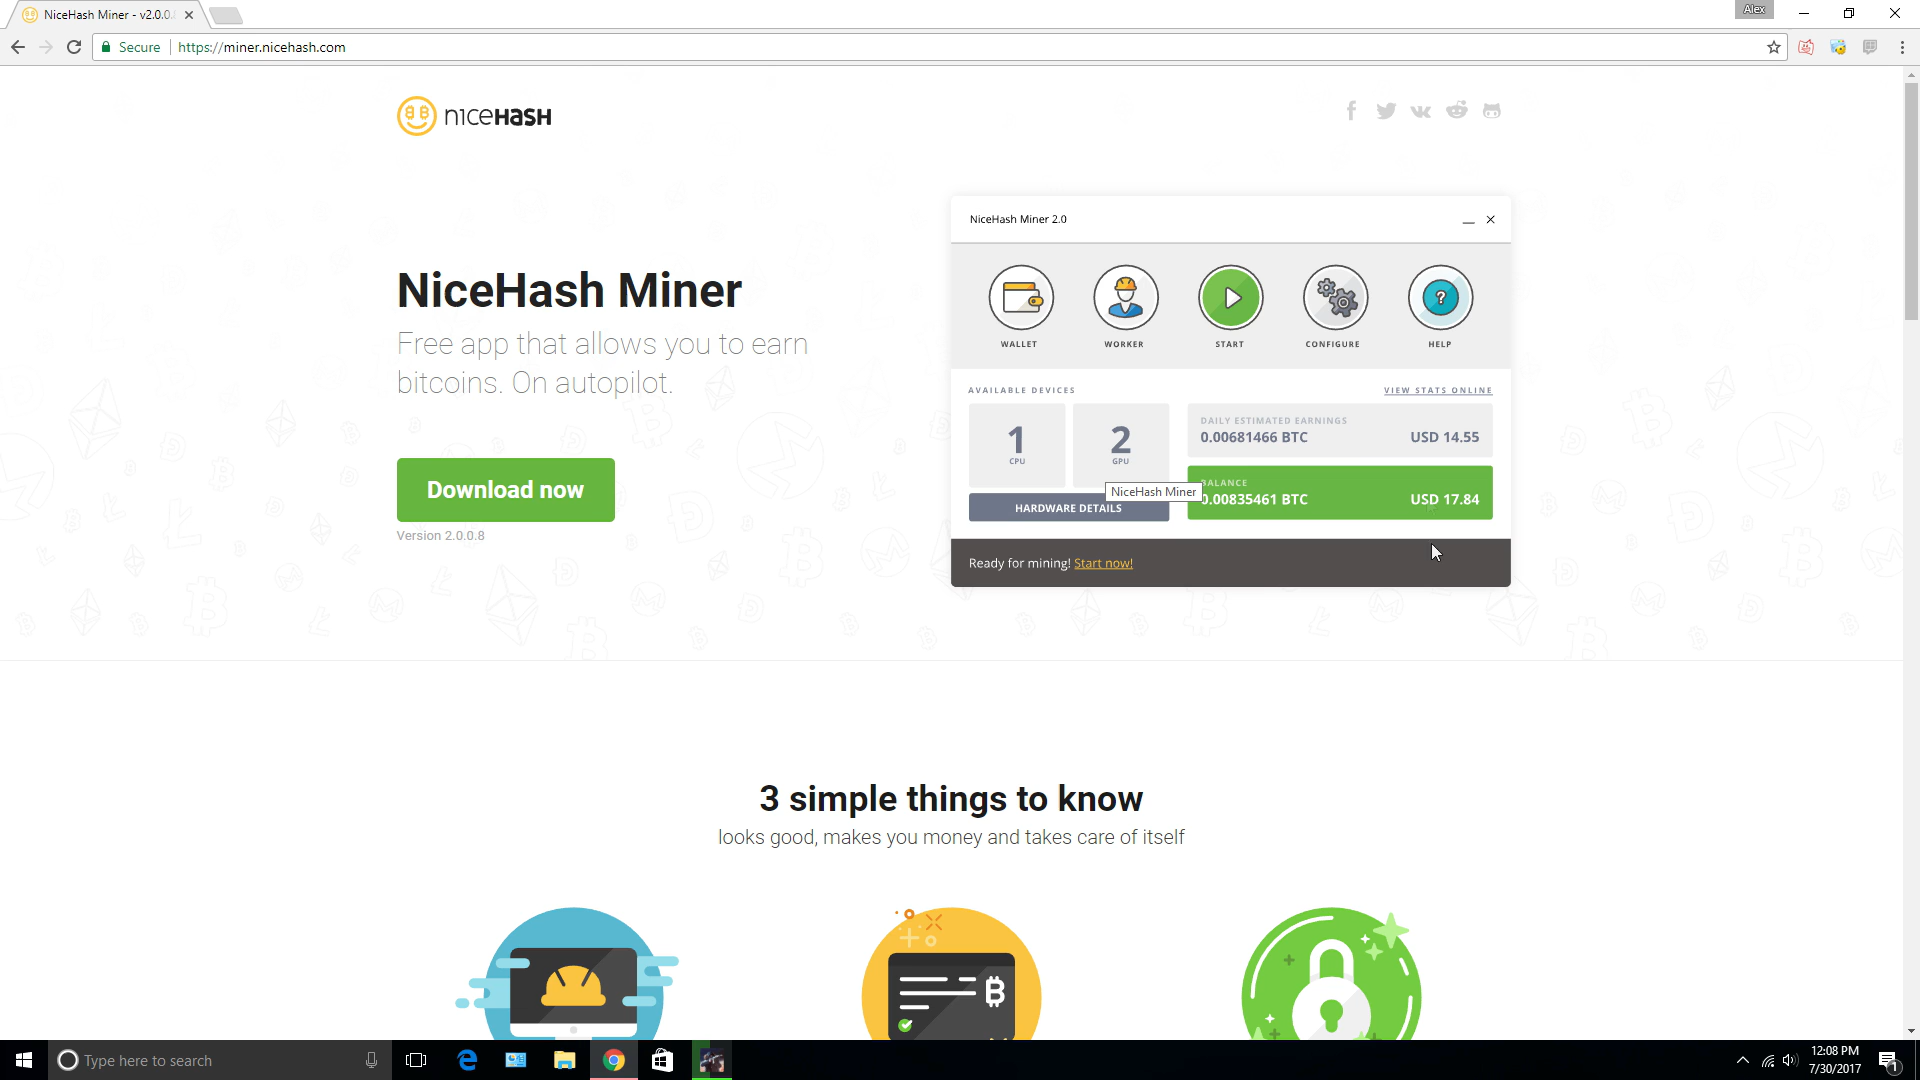 NiceHash Miner - v2.0.0.8
Alex
Secure
https://miner.nicehash.com
niceHasH
NiceHash Miner
Free app that allows you to earn
bitcoins. On autopilot.
Download now
Version 2.0.0.8
NiceHash Miner 2.0
WALLET
WORKER
START
CONFIGURE
HELP
AVAILABLE DEVICES
VIEW STATS ONLINE
1
CPU
2
GPU
DAILY ESTIMATED EARNINGS
0.00681466 BTC
USD 14.55
BALANCE
0.00835461 BTC
USD 17.84
NiceHash Miner
HARDWARE DETAILS
Ready for mining! Start now!
3 simple things to know
looks good, makes you money and takes care of itself
Type here to search
12:08 PM
7/30/2017
1